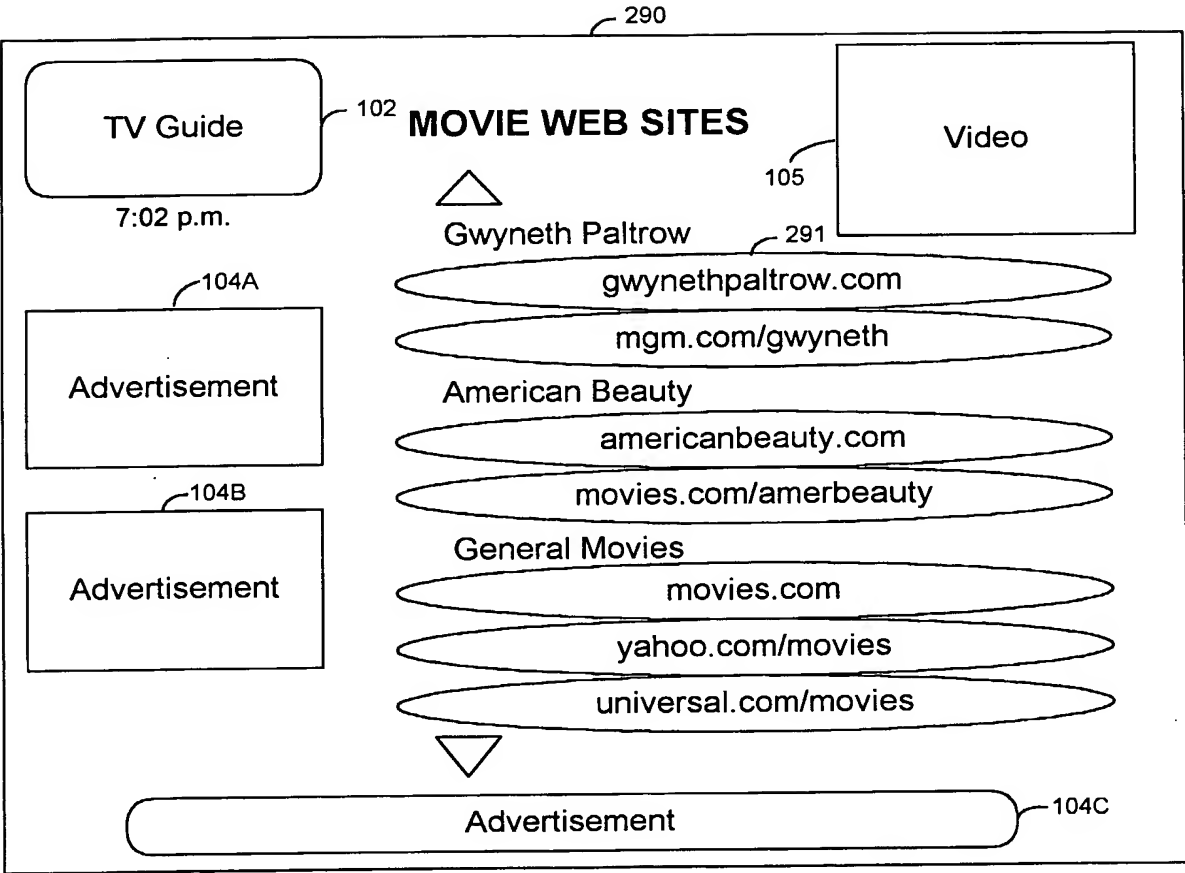 290
TV Guide
102
MOVIE WEB SITES
Video
105
7:02 p.m.
Gwyneth Paltrow
291
gwynethpaltrow.com
mgm.com/gwyneth
104A
Advertisement
American Beauty
americanbeauty.com
movies.com/amerbeauty
104B
Advertisement
General Movies
movies.com
yahoo.com/movies
universal.com/movies
Advertisement
104C